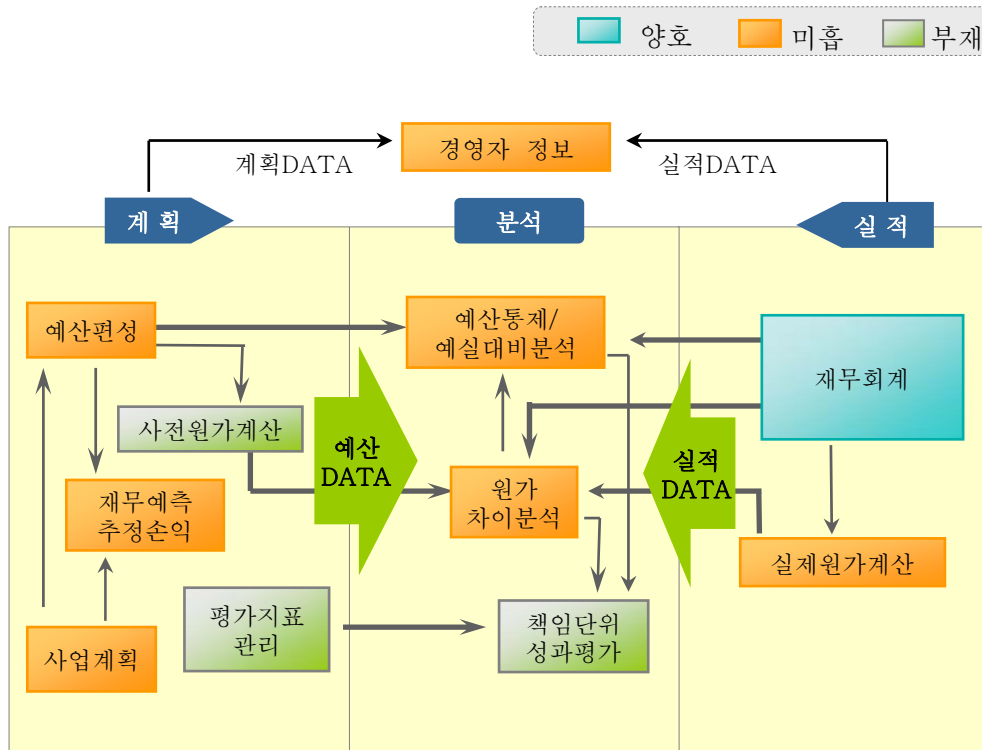 양호
미흡
부재
경영자 정보
계획DATA
실적DATA
계 획
분석
실 적
예산편성
예산통제/
예실대비분석
재무회계
사전원가계산
예산
DATA
실적
DATA
재무예측
추정손익
원가
차이분석
실제원가계산
평가지표
관리
책임단위
성과평가
사업계획